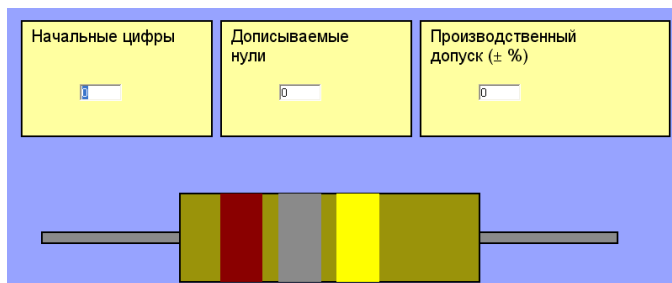 Начальные цифры
0
Дописываемые
нули
0
Производственный
допуск (± %)
0